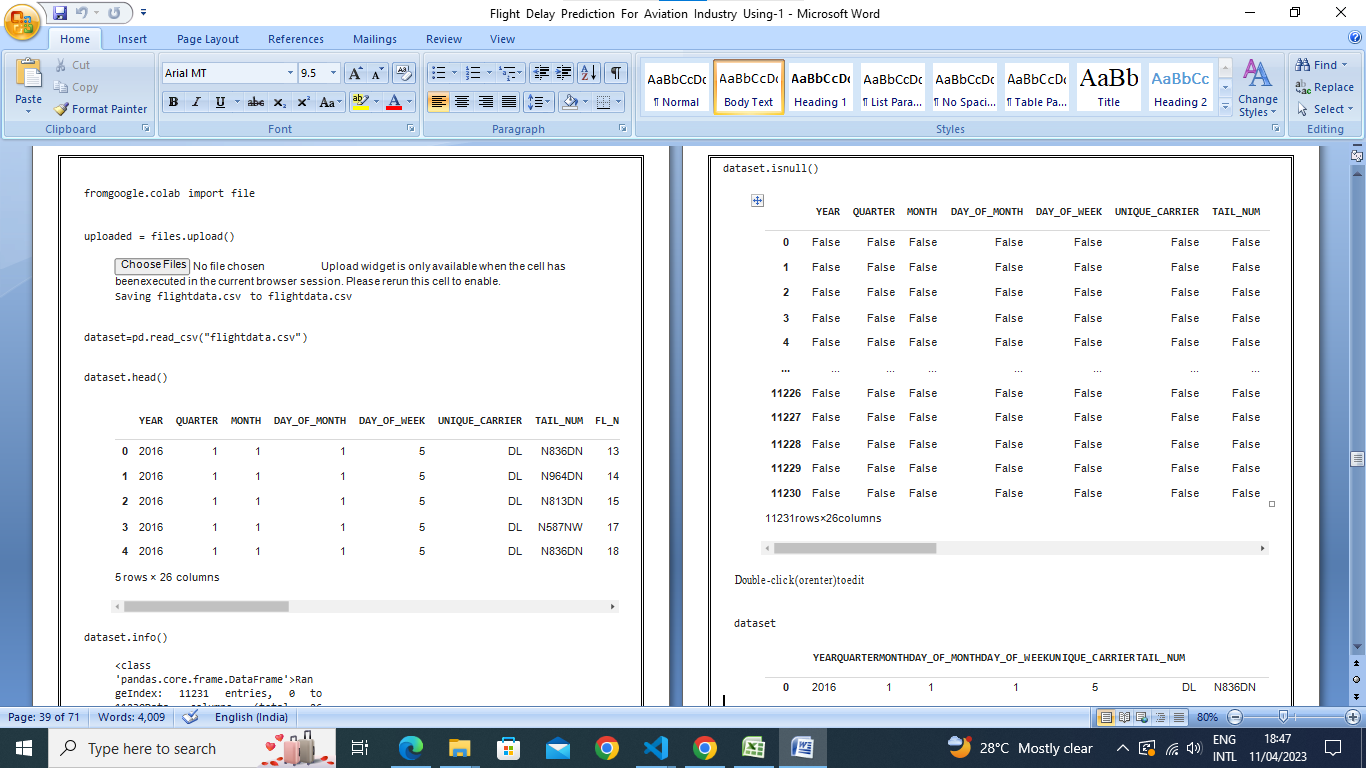 Flight Delay Prediction For Aviation Industry Using-1 - Microsoft Word
Home Insert Page Layout References Mailings Review View
Paste
Cut
Copy
Format Painter
Clipboard
Arial MT 9.5
Font
Paragraph
AaBbCcDc AaBbCcDc AaBbCcDc AaBbCcDc AaBbCcDc AaBbCcDc AaBb AaBbCc
¶ Normal Body Text Heading 1 ¶ List Para... ¶ No Spaci... ¶ Table Pa... Title Heading 2
Change Styles
Styles
Find
Replace
Select
Editing
fromgoogle.colab import file
uploaded = files.upload()
Choose Files No file chosen Upload widget is only available when the cell has
beenexecuted in the current browser session. Please rerun this cell to enable.
Saving flightdata.csv to flightdata.csv
dataset=pd.read_csv("flightdata.csv")
dataset.head()
YEAR QUARTER MONTH DAY_OF_MONTH DAY_OF_WEEK UNIQUE_CARRIER TAIL_NUM FL_N
0 2016 1 1 1 5 DL N836DN 13
1 2016 1 1 1 5 DL N964DN 14
2 2016 1 1 1 5 DL N813DN 15
3 2016 1 1 1 5 DL N587NW 17
4 2016 1 1 1 5 DL N836DN 18
5 rows × 26 columns
dataset.info()
<class
'pandas.core.frame.DataFrame'>Ran
geIndex: 11231 entries, 0 to
dataset.isnull()
YEAR QUARTER MONTH DAY_OF_MONTH DAY_OF_WEEK UNIQUE_CARRIER TAIL_NUM
0 False False False False False False False
1 False False False False False False False
2 False False False False False False False
3 False False False False False False False
4 False False False False False False False
... ... ... ... ... ... ... ...
11226 False False False False False False False
11227 False False False False False False False
11228 False False False False False False False
11229 False False False False False False False
11230 False False False False False False False
11231rows×26columns
Double-click(orenter)toedit
dataset
YEARQUARTERMONTHDAY_OF_MONTHDAY_OF_WEEKUNIQUE_CARRIERTAIL_NUM
0 2016 1 1 1 5 DL N836DN
Page: 39 of 71 Words: 4,009 English (India) 80%
Type here to search
28°C Mostly clear
ENG
INTL
18:47
11/04/2023